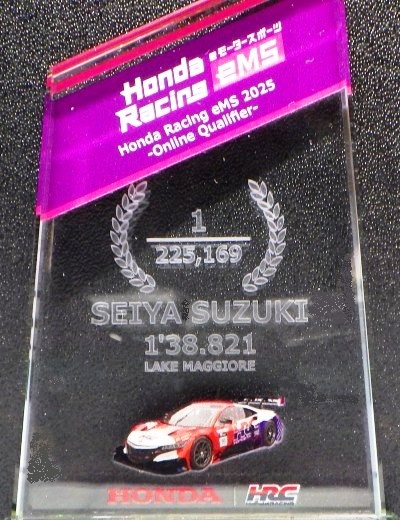 Honda Racing eMS
eモータースポーツ
Honda Racing eMS 2025
-Online Qualifier-
1
225,169
SEIYA SUZUKI
1'38.821
LAKE MAGGIORE
HONDA
HRC